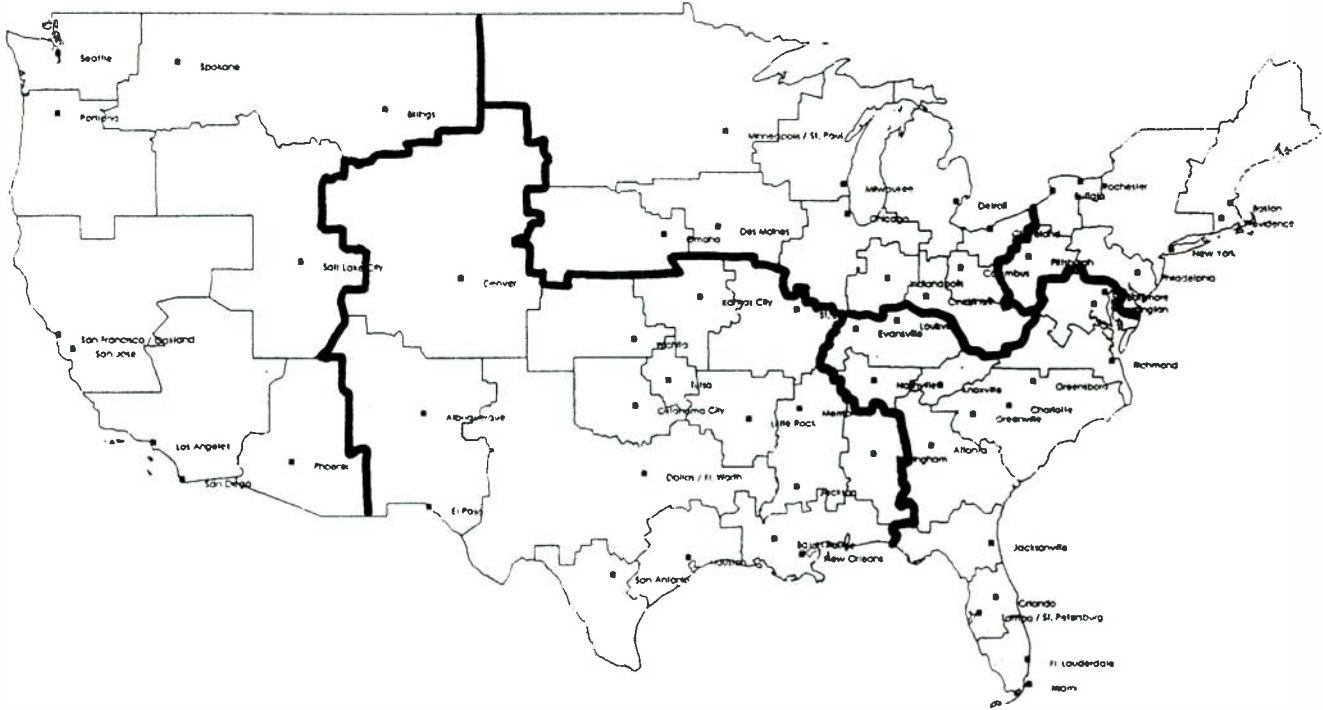 Seattle
Spokane
Portland
Billings
Minneapolis / St. Paul
Milwaukee
Rochester
Buffalo
Boston
Providence
Detroit
Chicago
Cleveland
Des Moines
Omaha
New York
Pittsburgh
Salt Lake City
Columbus
Philadelphia
Denver
Indianapolis
Kansas City
St.
Louisville
Evansville
San Francisco / Oakland
San Jose
Wichita
Richmond
Tulsa
Nashville
Knoxville
Greensboro
Albuquerque
Oklahoma City
Charlotte
Little Rock
Greenville
Los Angeles
Atlanta
Phoenix
San Diego
Dallas / Ft. Worth
Jackson
El Paso
New Orleans
Jacksonville
San Antonio
Orlando
Tampa / St. Petersburg
Ft. Lauderdale
Miami